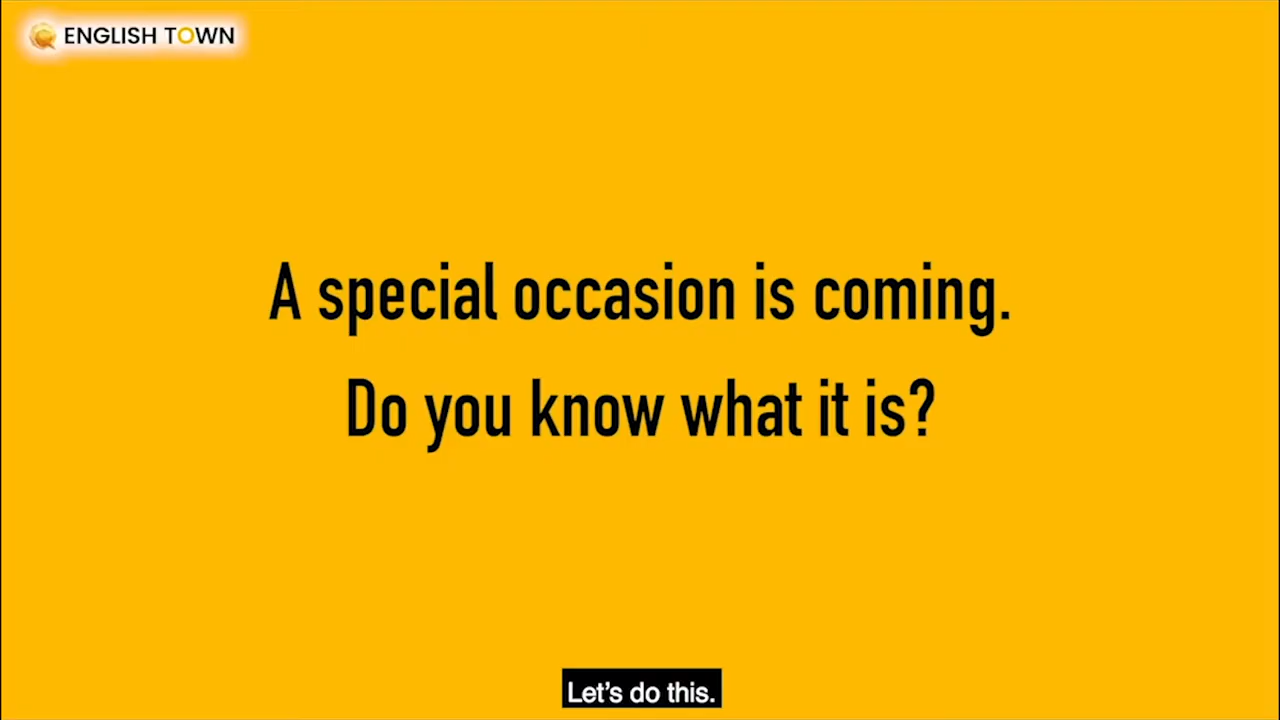 ENGLISH TOWN
A special occasion is coming.
Do you know what it is?
Let's do this.